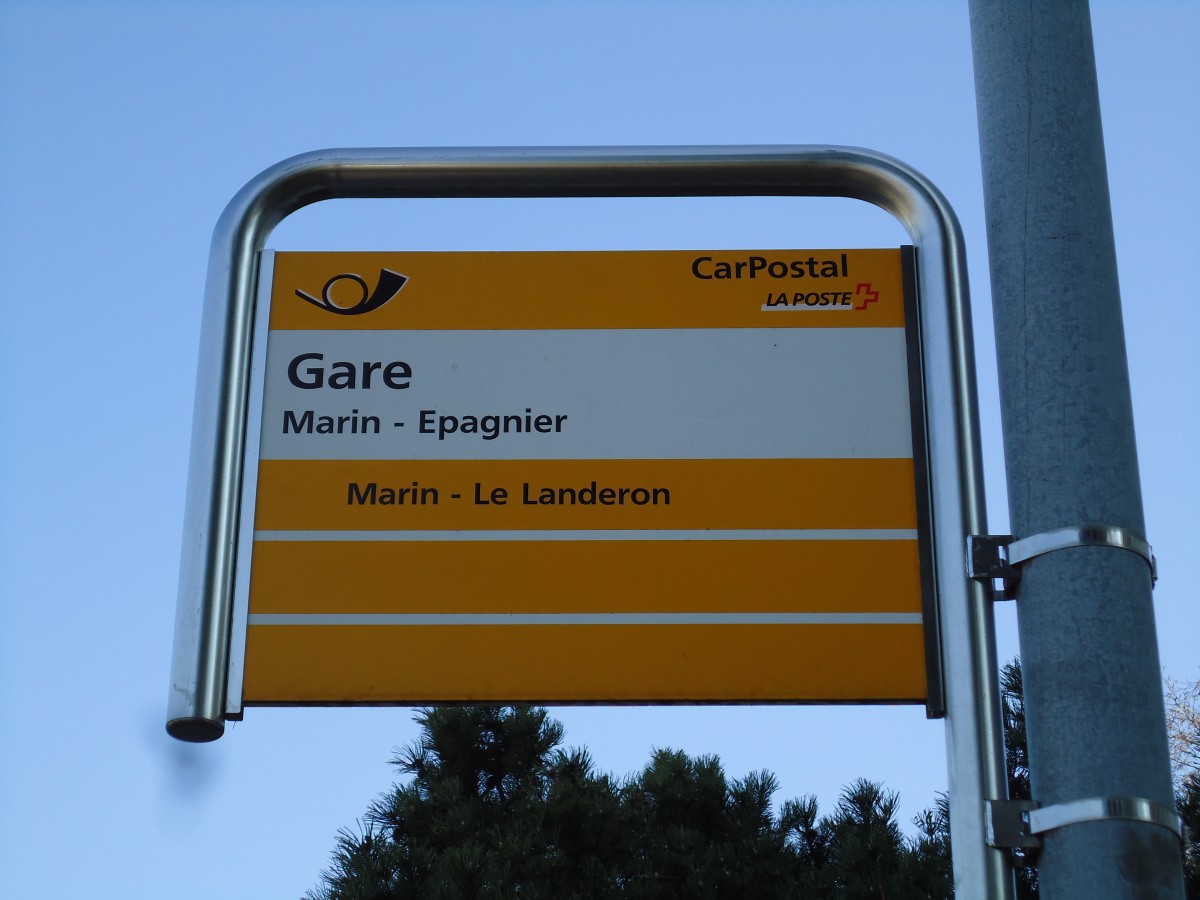 CarPostal
LA POSTE
Gare
Marin - Epagnier
Marin - Le Landeron